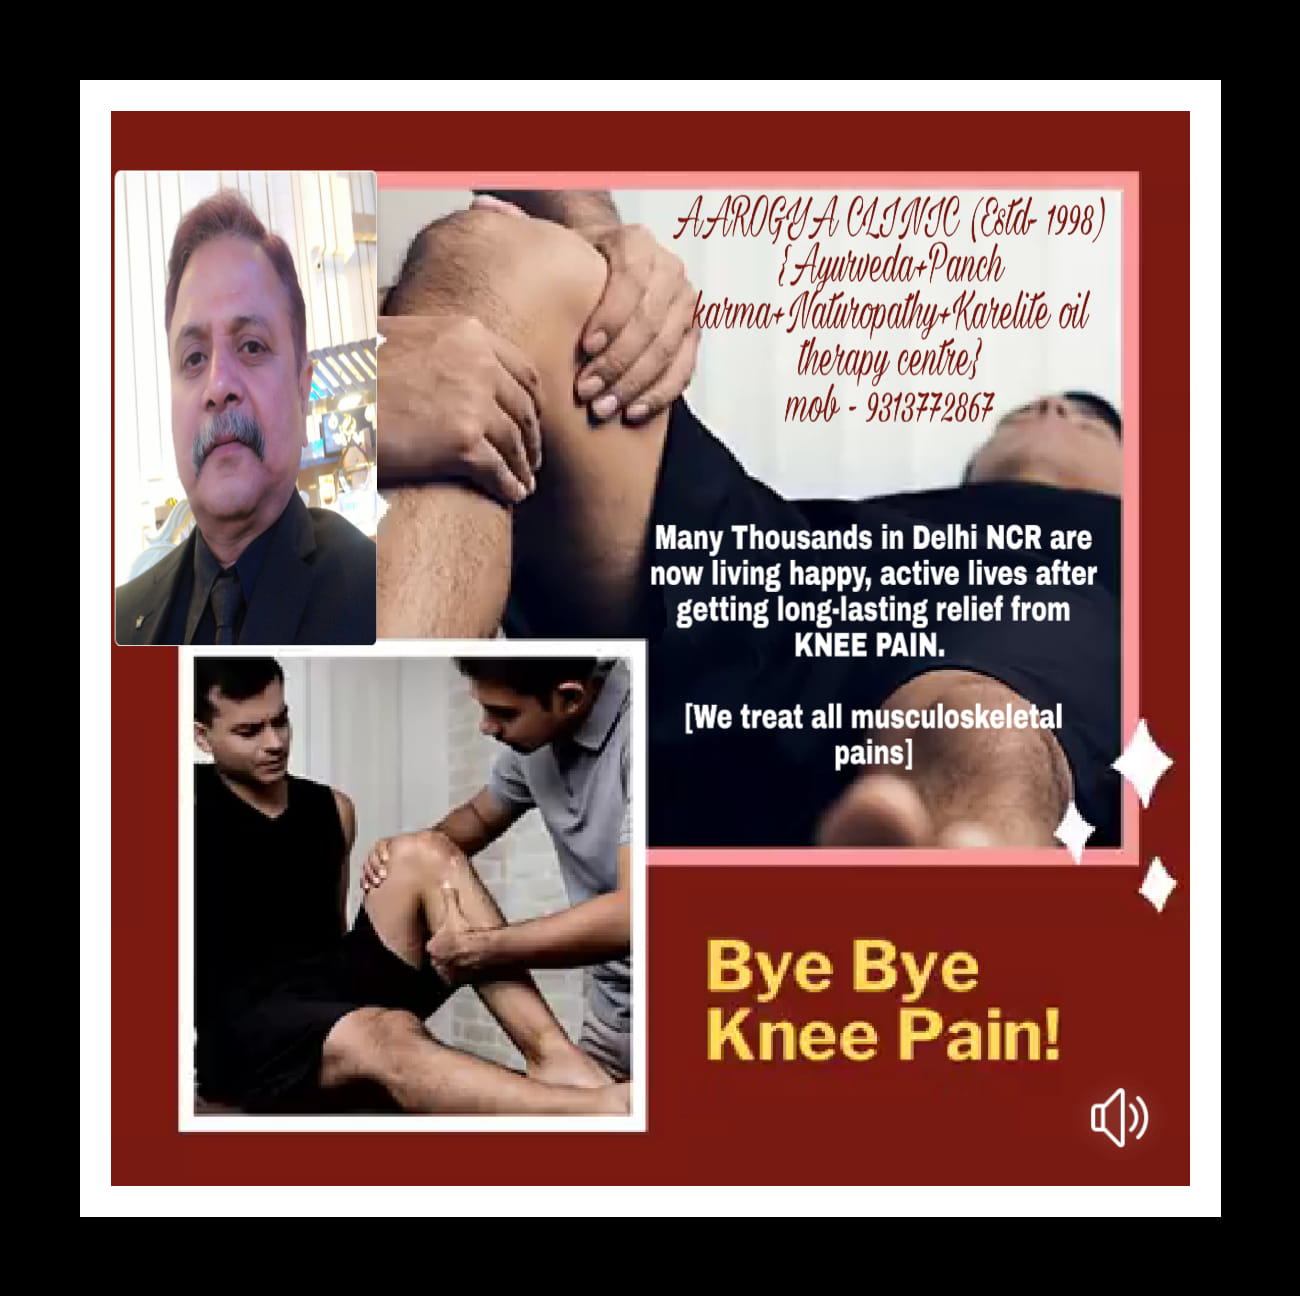 AAROGYA CLINIC (Estd- 1998)
{Ayurveda+Panch
karma+Naturopathy+Karelite oil
therapy centre}
mob - 9313772867
Many Thousands in Delhi NCR are
now living happy, active lives after
getting long-lasting relief from
KNEE PAIN.
[We treat all musculoskeletal
pains]
Bye Bye
Knee Pain!